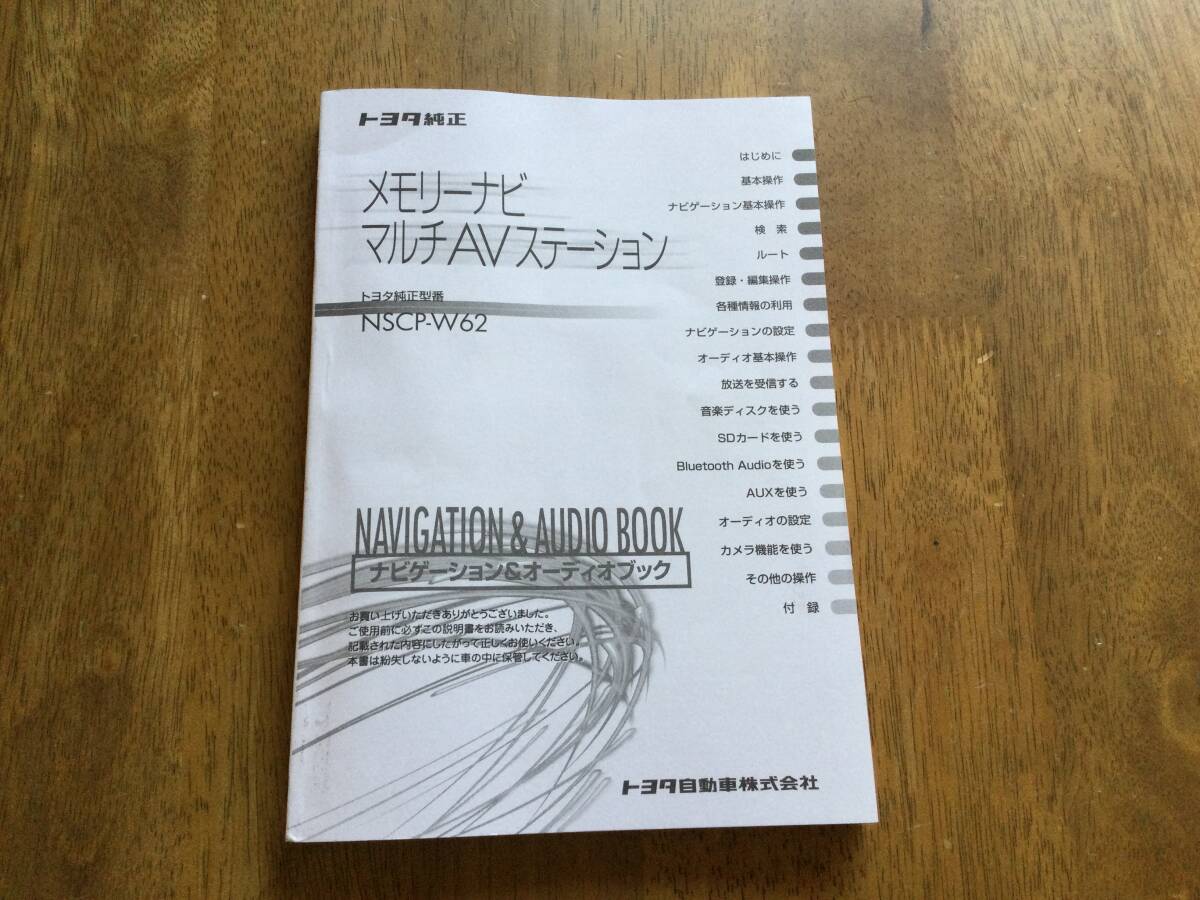 トヨタ純正
メモリーナビ
マルチAVステーション
トヨタ純正型番
NSCP-W62
はじめに
基本操作
ナビゲーション基本操作
検 索
ルート
登録・編集操作
各種情報の利用
ナビゲーションの設定
オーディオ基本操作
放送を受信する
音楽ディスクを使う
SDカードを使う
Bluetooth Audioを使う
AUXを使う
オーディオの設定
カメラ機能を使う
その他の操作
付 録
NAVIGATION & AUDIO BOOK
ナビゲーション&オーディオブック
お買い上げいただきありがとうございました。
ご使用前に必ずこの説明書をお読みいただき、
記載された内容にしたがって正しくお使いください。
本書は紛失しないように車の中に保管してください。
トヨタ自動車株式会社